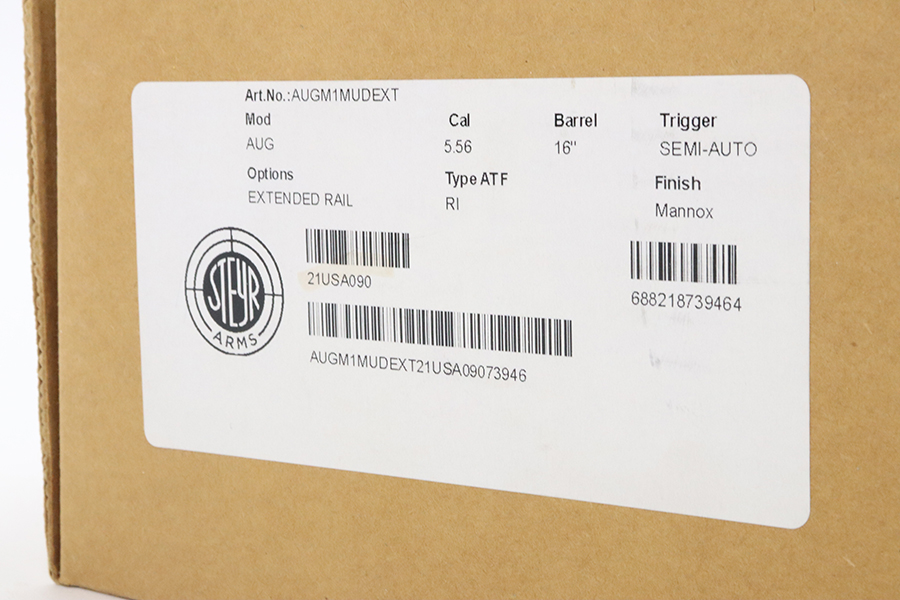 Art.No.:AUGM1MUDEXT
Mod Cal Barrel Trigger
AUG 5.56 16" SEMI-AUTO
Options Type ATF Finish
EXTENDED RAIL RI Mannox
STEYR
ARMS
21USA090
688218739464
AUGM1MUDEXT21USA09073946